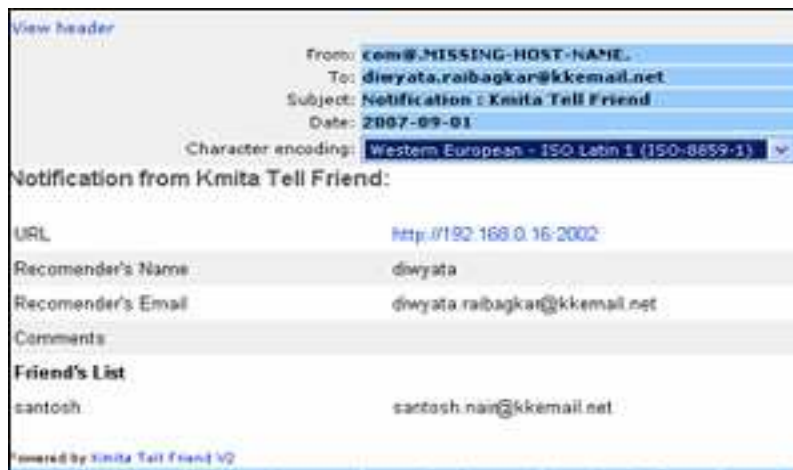 View header
From: com@.MISSING-HOST-NAME.
To: diwyata.raibagkar@kkemail.net
Subject: Notification : Kmita Tell Friend
Date: 2007-09-01
Character encoding: Western European - ISO Latin 1 (ISO-8859-1)
Notification from Kmita Tell Friend:
URL http://192.168.0.16:2002
Recomender's Name diwyata
Recomender's Email diwyata.raibagkar@kkemail.net
Comments
Friend's List
santosh santosh.nair@kkemail.net
Powered by Kmita Tell Friend V2